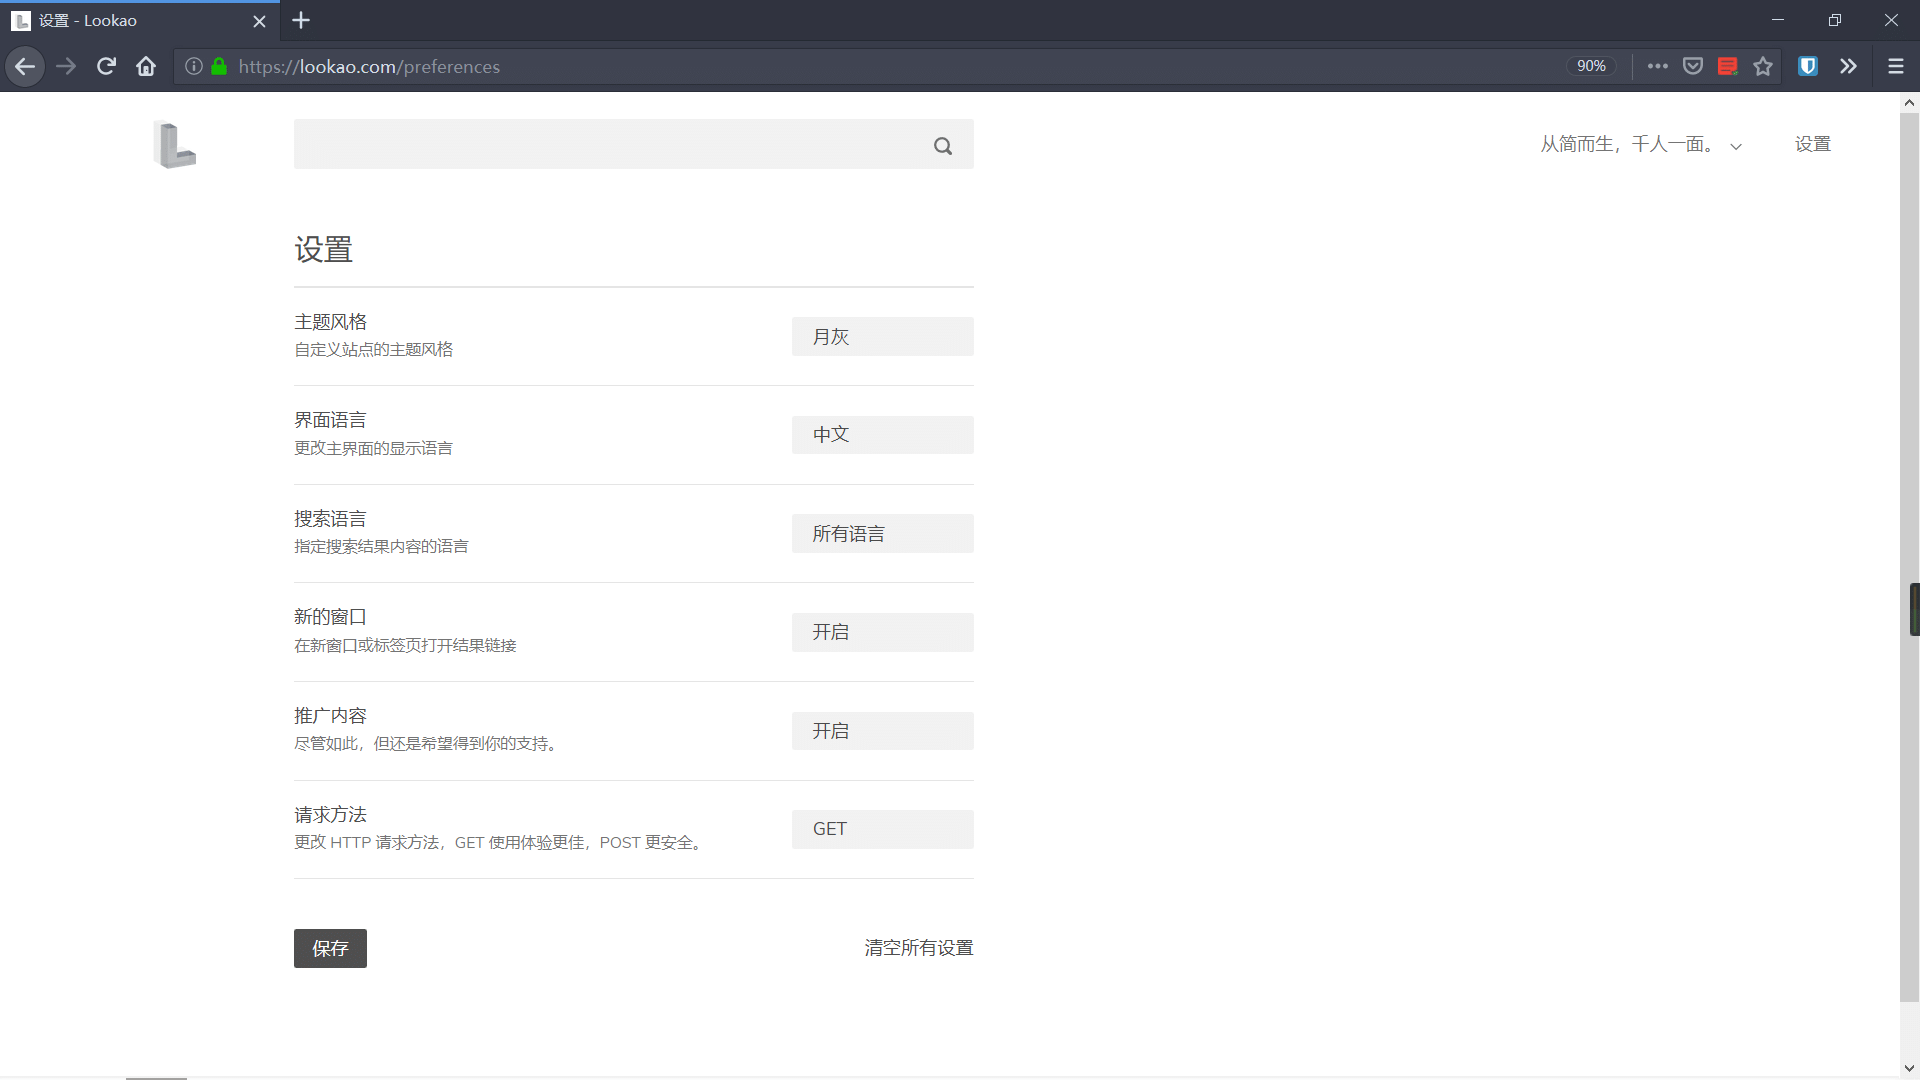 设置 - Lookao
https://lookao.com/preferences
90%
从简而生，千人一面。
设置
设置
主题风格
自定义站点的主题风格
月灰
界面语言
更改主界面的显示语言
中文
搜索语言
指定搜索结果内容的语言
所有语言
新的窗口
在新窗口或标签页打开结果链接
开启
推广内容
尽管如此，但还是希望得到你的支持。
开启
请求方法
更改 HTTP 请求方法，GET 使用体验更佳，POST 更安全。
GET
保存
清空所有设置